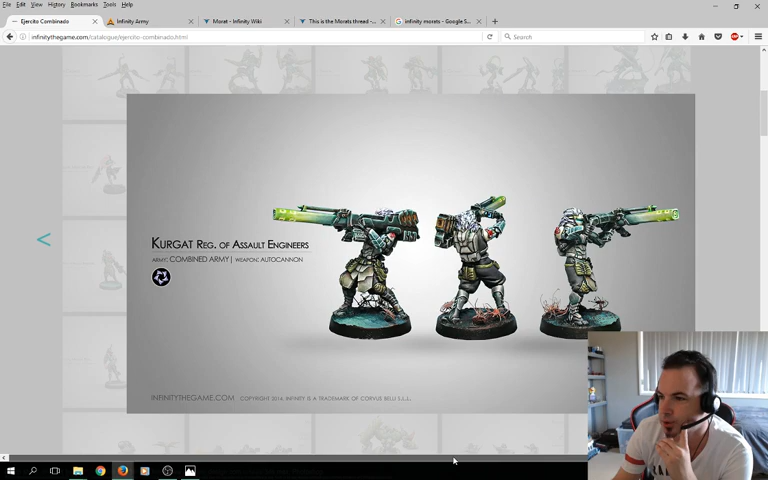 File Edit View History Bookmarks Tools Help
Ejercito Combinado
Infinity Army
Morat - Infinity Wiki
This is the Morats thread -...
infinity morats - Google S...
infinitythegame.com/catalogue/ejercito-combinado.html
Search
KURGAT REG. OF ASSAULT ENGINEERS
ARMY: COMBINED ARMY | WEAPON: AUTOCANNON
INFINITYTHEGAME.COM COPYRIGHT 2014. INFINITY IS A TRADEMARK OF CORVUS BELLI S.L.L.